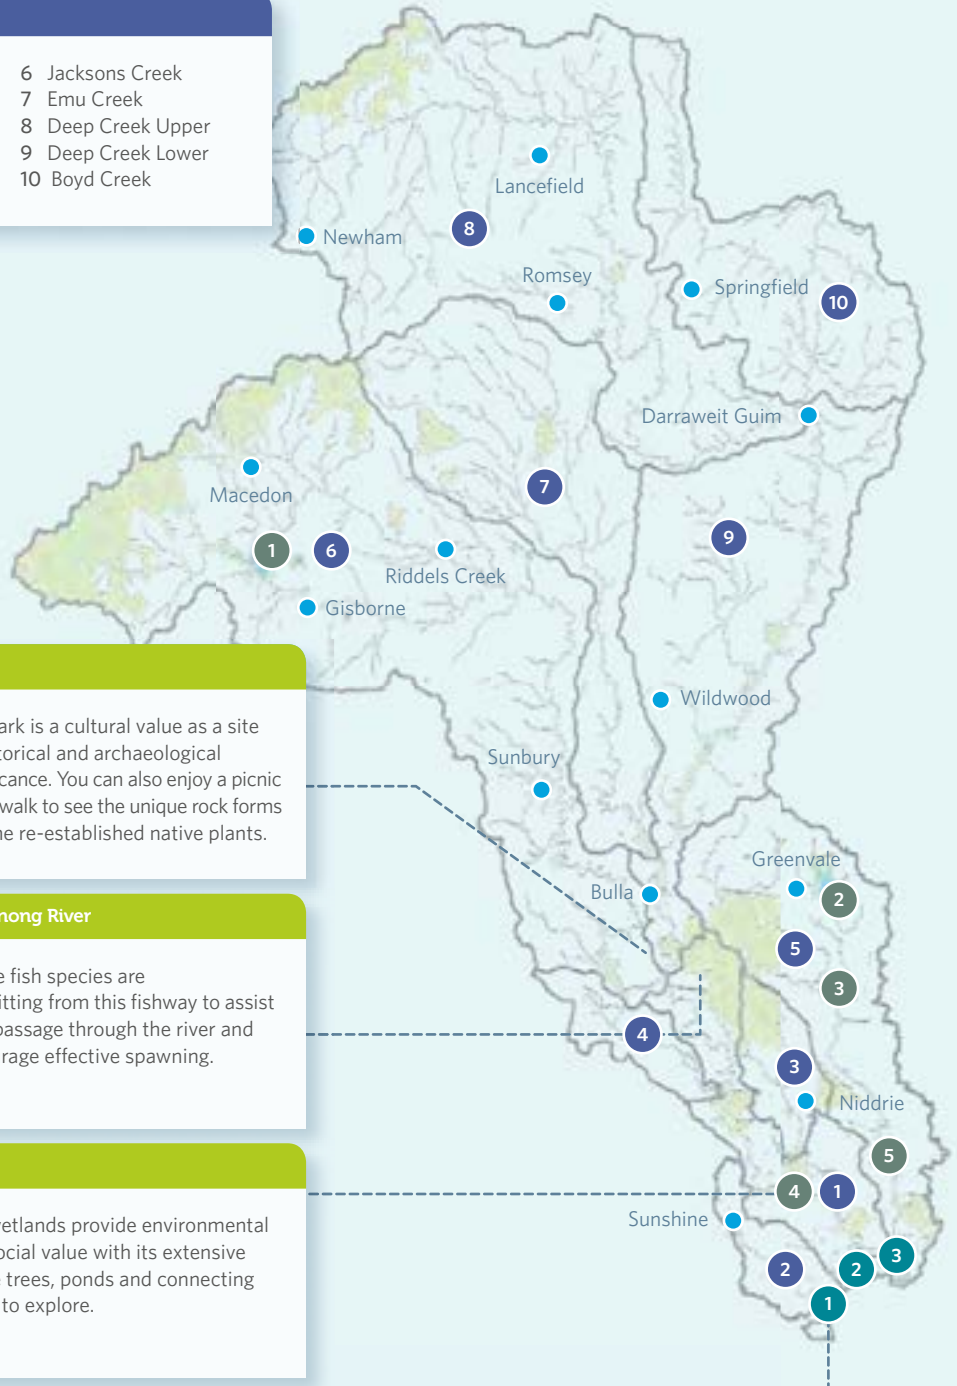 6 Jacksons Creek
7 Emu Creek
8 Deep Creek Upper
9 Deep Creek Lower
10 Boyd Creek
Lancefield
8
Newham
Romsey
Springfield
10
Darraweit Guim
Macedon
7
9
1
6
Riddels Creek
Gisborne
Wildwood
ark is a cultural value as a site
torical and archaeological
cance. You can also enjoy a picnic
walk to see the unique rock forms
he re-established native plants.
Sunbury
Greenvale
Bulla
2
5
3
nong River
e fish species are
itting from this fishway to assist
passage through the river and
rage effective spawning.
4
3
Niddrie
5
4
1
Sunshine
vetlands provide environmental
ocial value with its extensive
e trees, ponds and connecting
to explore.
2
2
3
1